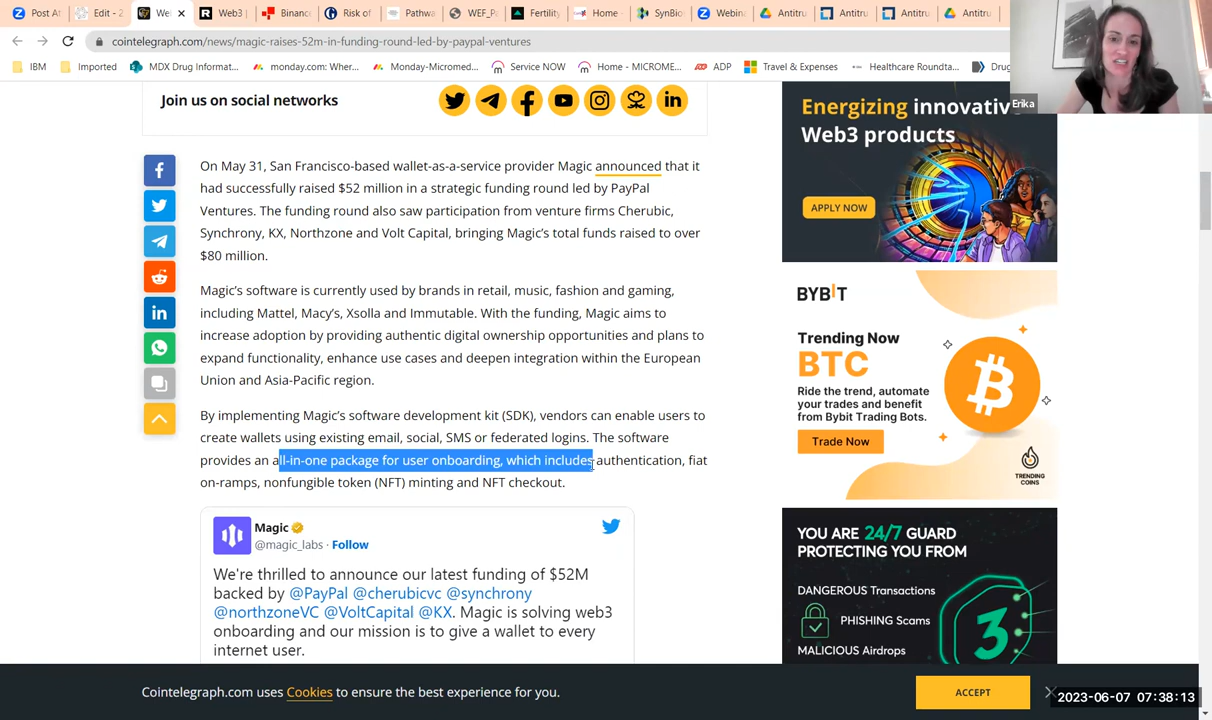 Post A
Edit - 2
We
Web3
Binanc
Risk of
Pathwa
WEF_P
Fertility
Home
SynBio
Webina
Antitru
Antitru
Antitru
Antitru
cointelegraph.com/news/magic-raises-52m-in-funding-round-led-by-paypal-ventures
IBM
Imported
MDX Drug Informat...
monday.com: Wher...
Monday-Micromed...
Service NOW
Home - MICROME...
ADP
Travel & Expenses
Healthcare Roundta...
Drug
Erika
Join us on social networks
On May 31, San Francisco-based wallet-as-a-service provider Magic announced that it
had successfully raised $52 million in a strategic funding round led by PayPal
Ventures. The funding round also saw participation from venture firms Cherubic,
Synchrony, KX, Northzone and Volt Capital, bringing Magic's total funds raised to over
$80 million.
Magic's software is currently used by brands in retail, music, fashion and gaming,
including Mattel, Macy's, Xsolla and Immutable. With the funding, Magic aims to
increase adoption by providing authentic digital ownership opportunities and plans to
expand functionality, enhance use cases and deepen integration within the European
Union and Asia-Pacific region.
By implementing Magic's software development kit (SDK), vendors can enable users to
create wallets using existing email, social, SMS or federated logins. The software
provides an all-in-one package for user onboarding, which includes authentication, fiat
on-ramps, nonfungible token (NFT) minting and NFT checkout.
Magic
@magic_labs · Follow
We're thrilled to announce our latest funding of $52M
backed by @PayPal @cherubicvc @synchrony
@northzoneVC @VoltCapital @KX. Magic is solving web3
onboarding and our mission is to give a wallet to every
internet user.
Energizing innovativ
Web3 products
APPLY NOW
BYBIT
Trending Now
BTC
Ride the trend, automate
your trades and benefit
from Bybit Trading Bots.
Trade Now
TRENDING
COINS
YOU ARE 24/7 GUARD
PROTECTING YOU FROM
DANGEROUS Transactions
PHISHING Scams
MALICIOUS Airdrops
3
Cointelegraph.com uses Cookies to ensure the best experience for you.
ACCEPT
2023-06-07 07:38:13